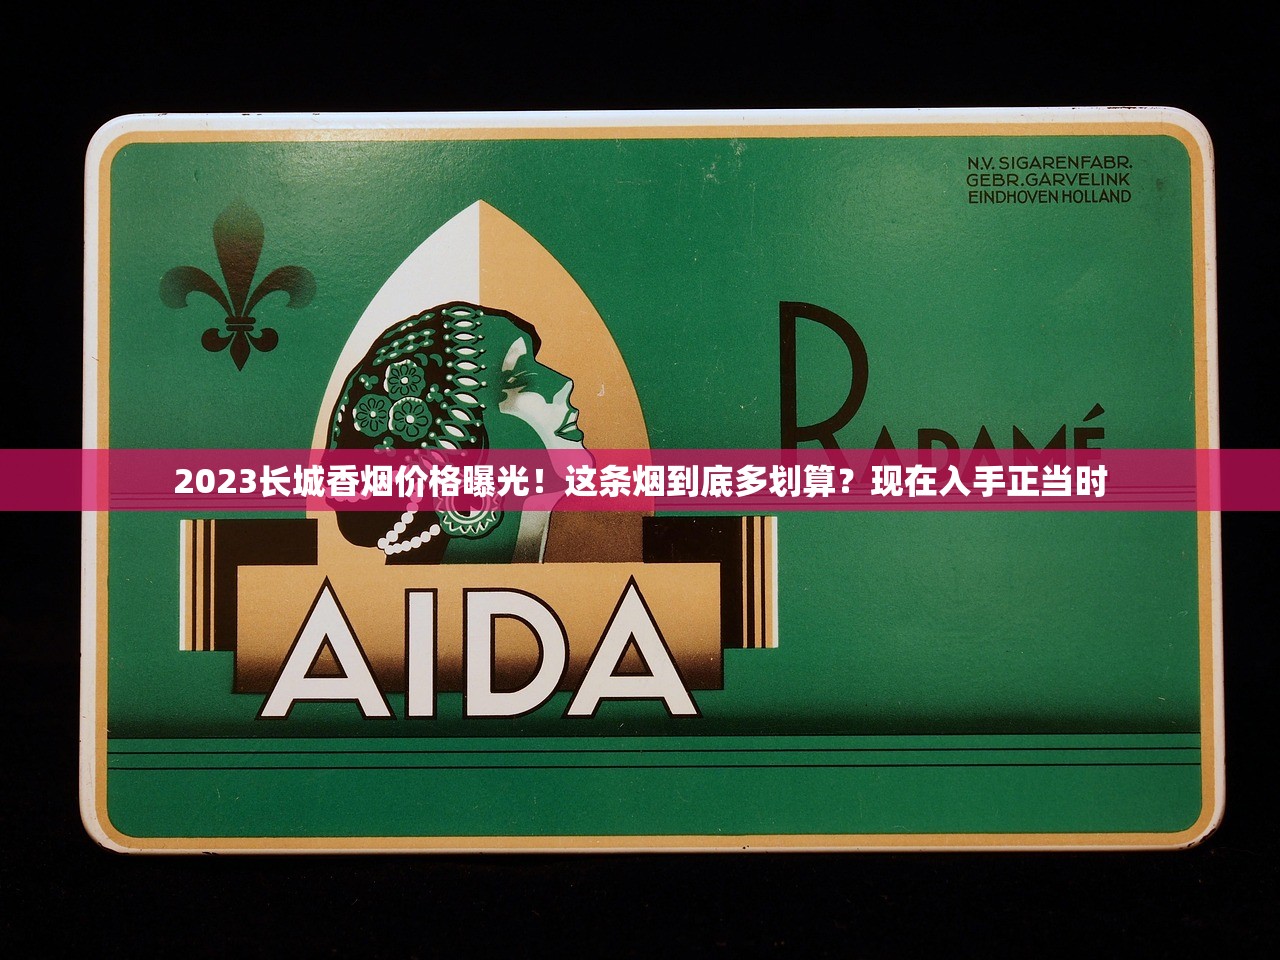 N.V. SIGARENFABR.
GEBR.GARVELINK
EINDHOVEN HOLLAND
RADAMÉ
2023长城香烟价格曝光！这条烟到底多划算？现在入手正当时
AIDA